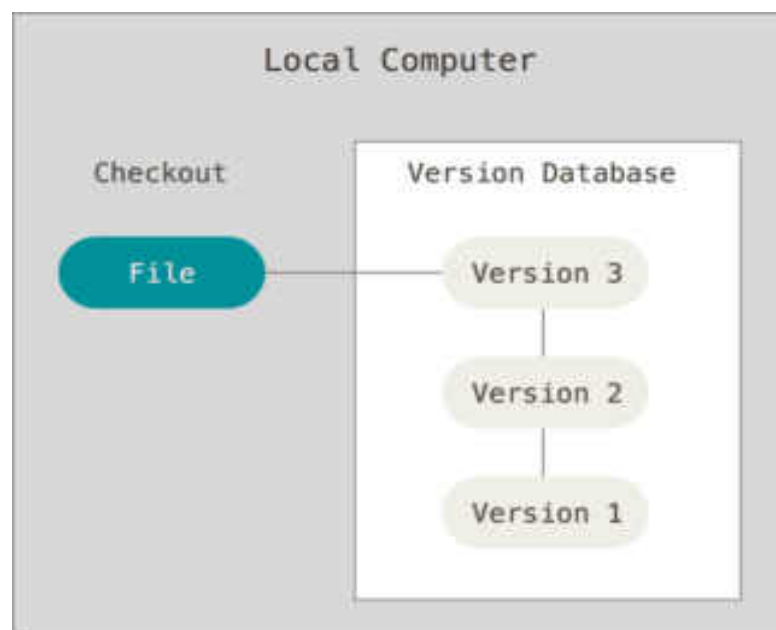 Local Computer
Checkout
Version Database
File
Version 3
Version 2
Version 1